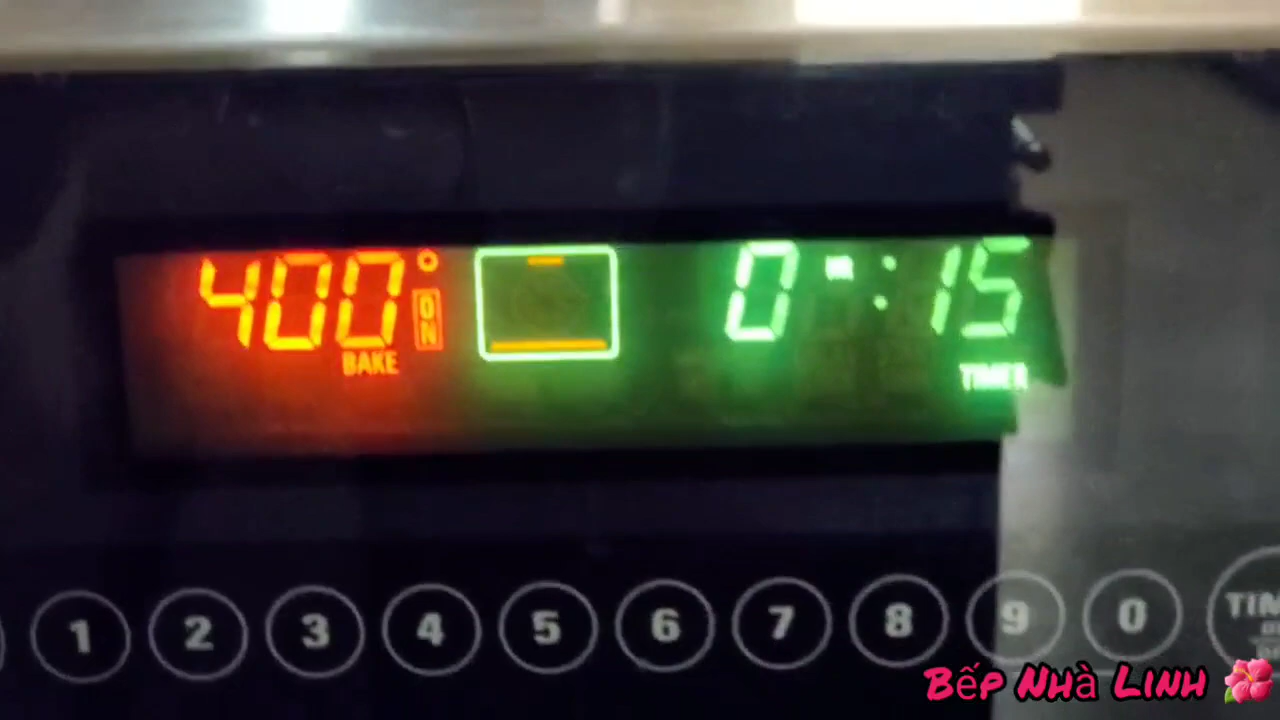 400° ON 0 HR : 15
BAKE TIMER
1 2 3 4 5 6 7 8 9 0
Bếp Nhà Linh